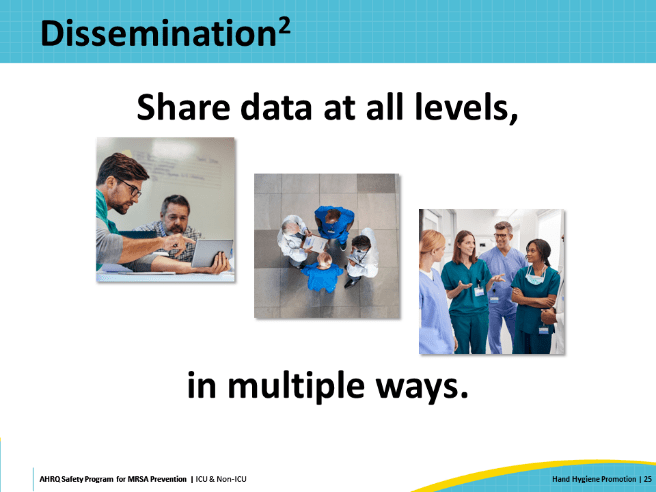 Dissemination²
Share data at all levels,
in multiple ways.
AHRQ Safety Program for MRSA Prevention | ICU & Non-ICU
Hand Hygiene Promotion | 25